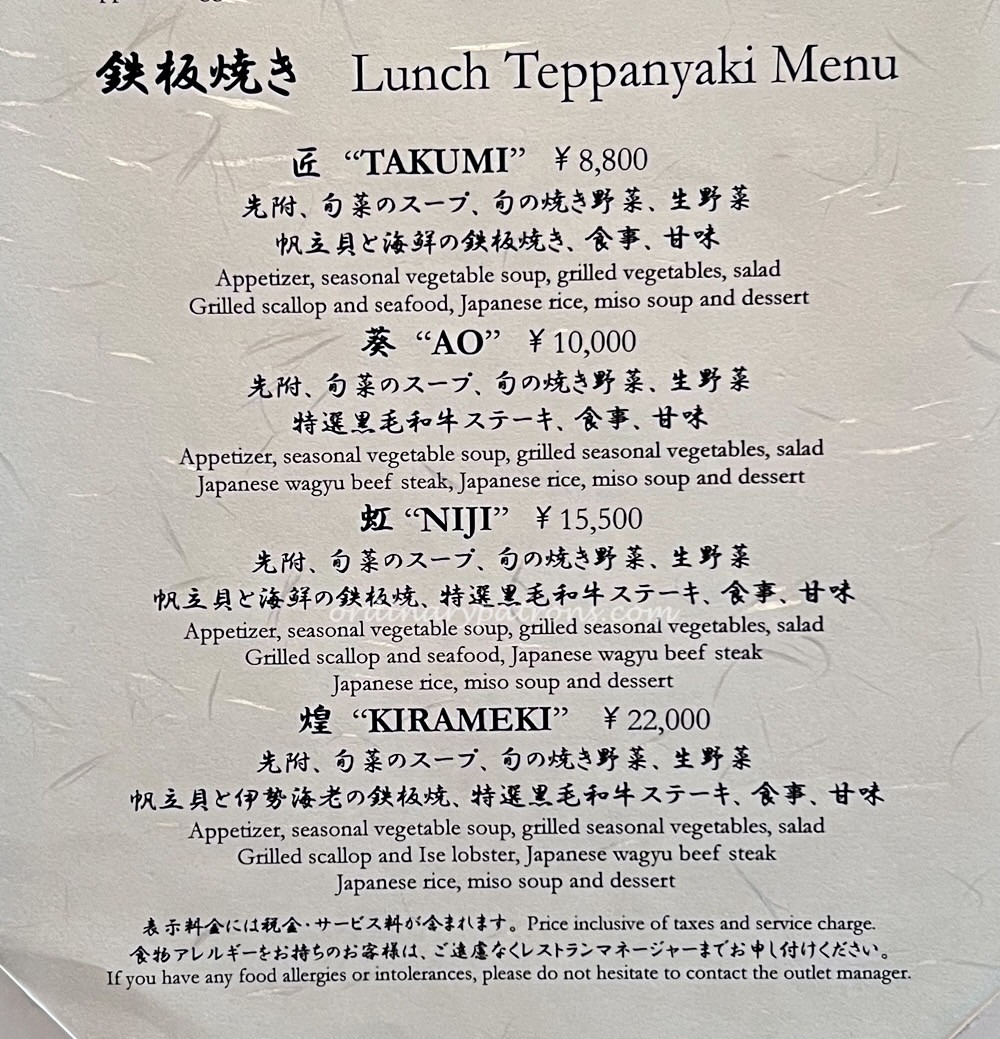 鉄板焼き Lunch Teppanyaki Menu
匠 “TAKUMI” ¥ 8,800
先附、旬菜のスープ、旬の焼き野菜、生野菜
帆立貝と海鮮の鉄板焼き、食事、甘味
Appetizer, seasonal vegetable soup, grilled vegetables, salad
Grilled scallop and seafood, Japanese rice, miso soup and dessert
葵 “AO” ¥ 10,000
先附、旬菜のスープ、旬の焼き野菜、生野菜
特選黒毛和牛ステーキ、食事、甘味
Appetizer, seasonal vegetable soup, grilled seasonal vegetables, salad
Japanese wagyu beef steak, Japanese rice, miso soup and dessert
虹 “NIJI” ¥ 15,500
先附、旬菜のスープ、旬の焼き野菜、生野菜
帆立貝と海鮮の鉄板焼、特選黒毛和牛ステーキ、食事、甘味
ordinarypatrons.com
Appetizer, seasonal vegetable soup, grilled seasonal vegetables, salad
Grilled scallop and seafood, Japanese wagyu beef steak
Japanese rice, miso soup and dessert
煌 “KIRAMEKI” ¥ 22,000
先附、旬菜のスープ、旬の焼き野菜、生野菜
帆立貝と伊勢海老の鉄板焼、特選黒毛和牛ステーキ、食事、甘味
Appetizer, seasonal vegetable soup, grilled seasonal vegetables, salad
Grilled scallop and Ise lobster, Japanese wagyu beef steak
Japanese rice, miso soup and dessert
表示料金には税金・サービス料が含まれます。Price inclusive of taxes and service charge.
食物アレルギーをお持ちのお客様は、ご遠慮なくレストランマネージャーまでお申し付けください。
If you have any food allergies or intolerances, please do not hesitate to contact the outlet manager.